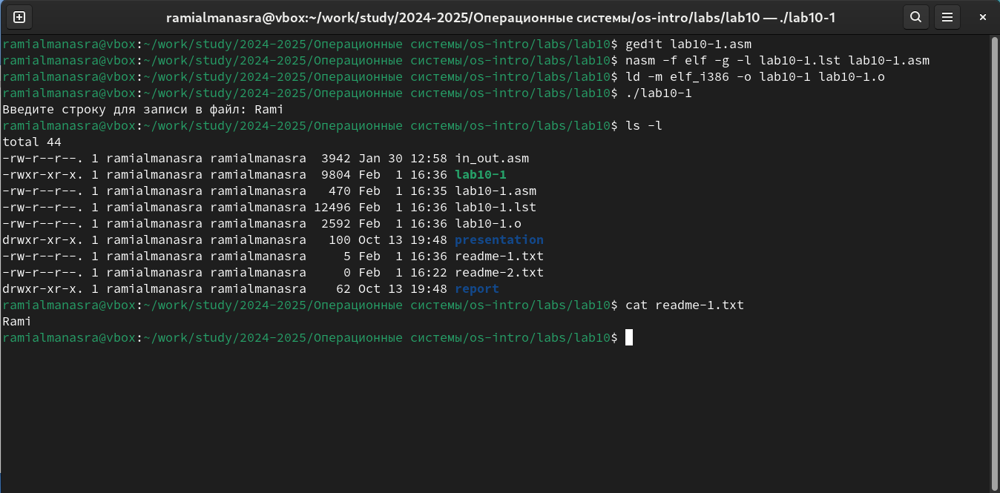 ramialmanasra@vbox:~/work/study/2024-2025/Операционные системы/os-intro/labs/lab10 — ./lab10-1
ramialmanasra@vbox:~/work/study/2024-2025/Операционные системы/os-intro/labs/lab10$ gedit lab10-1.asm
ramialmanasra@vbox:~/work/study/2024-2025/Операционные системы/os-intro/labs/lab10$ nasm -f elf -g -l lab10-1.lst lab10-1.asm
ramialmanasra@vbox:~/work/study/2024-2025/Операционные системы/os-intro/labs/lab10$ ld -m elf_i386 -o lab10-1 lab10-1.o
ramialmanasra@vbox:~/work/study/2024-2025/Операционные системы/os-intro/labs/lab10$ ./lab10-1
Введите строку для записи в файл: Rami
ramialmanasra@vbox:~/work/study/2024-2025/Операционные системы/os-intro/labs/lab10$ ls -l
total 44
-rw-r--r--. 1 ramialmanasra ramialmanasra  3942 Jan 30 12:58 in_out.asm
-rwxr-xr-x. 1 ramialmanasra ramialmanasra  9804 Feb  1 16:36 lab10-1
-rw-r--r--. 1 ramialmanasra ramialmanasra   470 Feb  1 16:35 lab10-1.asm
-rw-r--r--. 1 ramialmanasra ramialmanasra 12496 Feb  1 16:36 lab10-1.lst
-rw-r--r--. 1 ramialmanasra ramialmanasra  2592 Feb  1 16:36 lab10-1.o
drwxr-xr-x. 1 ramialmanasra ramialmanasra   100 Oct 13 19:48 presentation
-rw-r--r--. 1 ramialmanasra ramialmanasra     5 Feb  1 16:36 readme-1.txt
-rw-r--r--. 1 ramialmanasra ramialmanasra     0 Feb  1 16:22 readme-2.txt
drwxr-xr-x. 1 ramialmanasra ramialmanasra    62 Oct 13 19:48 report
ramialmanasra@vbox:~/work/study/2024-2025/Операционные системы/os-intro/labs/lab10$ cat readme-1.txt
Rami
ramialmanasra@vbox:~/work/study/2024-2025/Операционные системы/os-intro/labs/lab10$